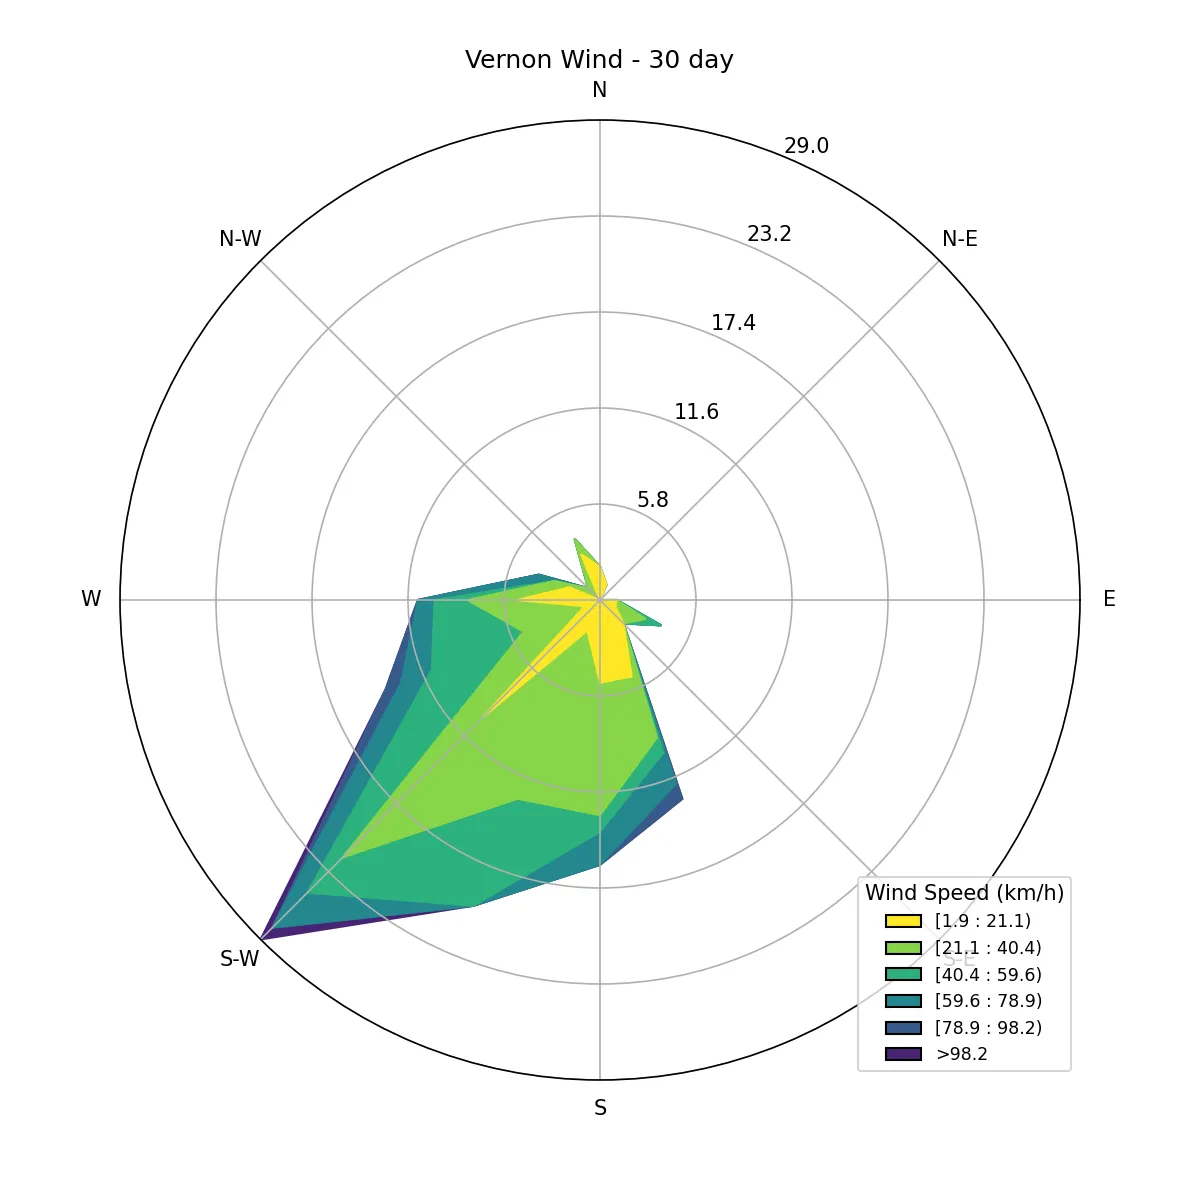 Vernon Wind - 30 day
N
29.0
N-W
23.2
N-E
17.4
11.6
5.8
W
E
S-W
S-E
S
Wind Speed (km/h)
[1.9 : 21.1)
[21.1 : 40.4)
[40.4 : 59.6)
[59.6 : 78.9)
[78.9 : 98.2)
>98.2